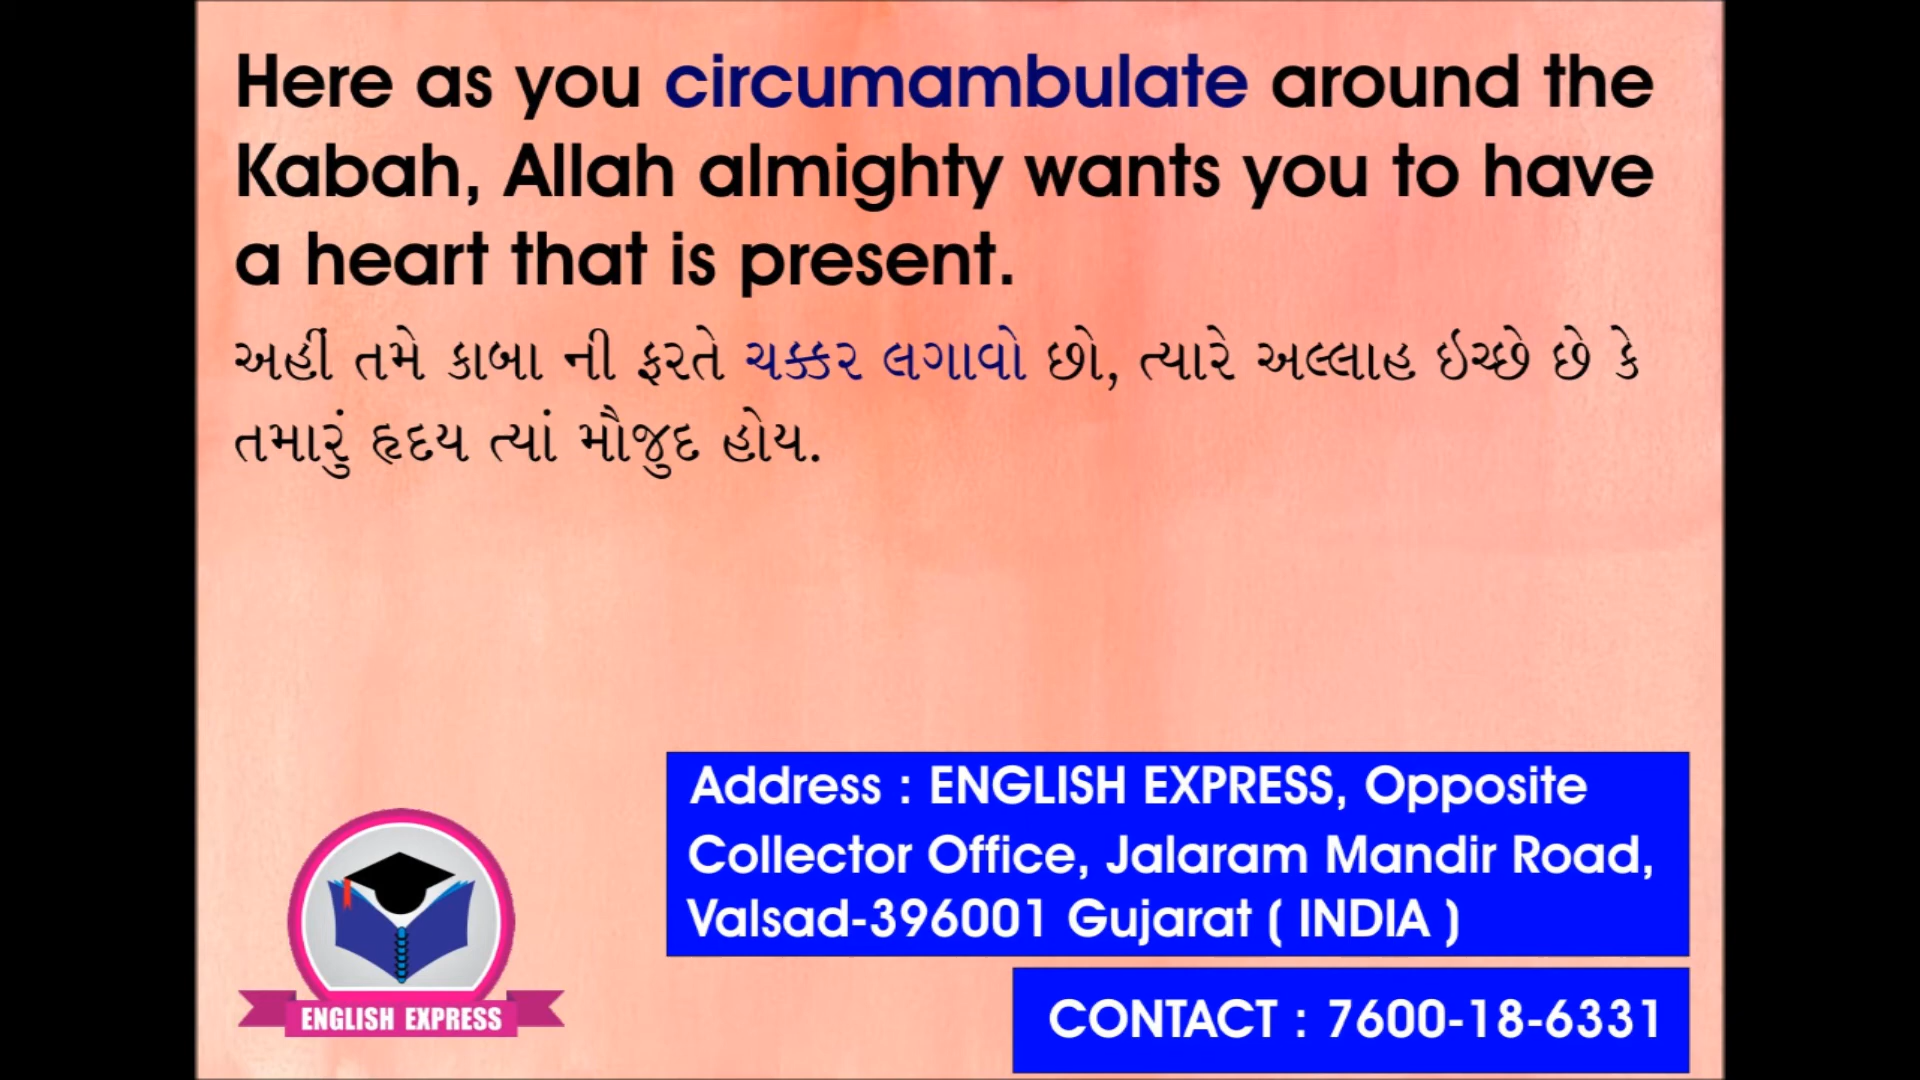 Here as you circumambulate around the
Kabah, Allah almighty wants you to have
a heart that is present.
અહીં તમે કાબા ની ફરતે ચક્કર લગાવો છો, ત્યારે અલ્લાહ ઇચ્છે છે કે
તમારું હૃદય ત્યાં મૌજુદ હોય.
Address : ENGLISH EXPRESS, Opposite
Collector Office, Jalaram Mandir Road,
Valsad-396001 Gujarat ( INDIA )
ENGLISH EXPRESS
CONTACT : 7600-18-6331